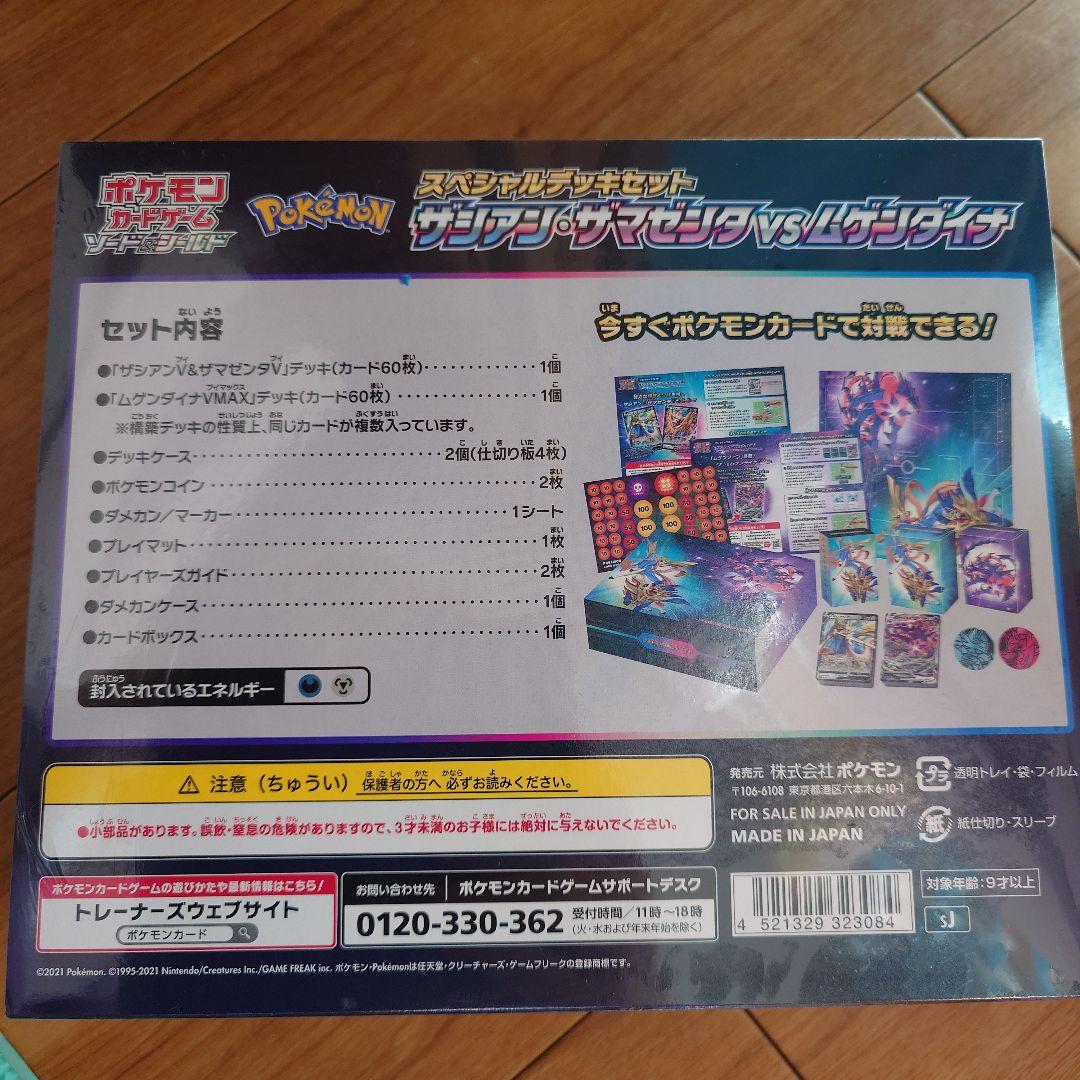 ポケモン
カードゲーム
ソード&シールド
POKéMON
スペシャルデッキセット
ザシアン・ザマゼンタ vs ムゲンダイナ
セット内容
ないよう
●「ザシアンV&ザマゼンタV」デッキ(カード60枚)・・・・・・・・・・・・・1個
●「ムゲンダイナVMAX」デッキ(カード60枚)・・・・・・・・・・・・・・・1個
※構築デッキの性質上、同じカードが複数入っています。
●デッキケース・・・・・・・・・・・・・・・・・・・・・・・2個(仕切り板4枚)
●ポケモンコイン・・・・・・・・・・・・・・・・・・・・・・・・・・・・・・2枚
●ダメカン/マーカー・・・・・・・・・・・・・・・・・・・・・・・・・1シート
●プレイマット・・・・・・・・・・・・・・・・・・・・・・・・・・・・・・・1枚
●プレイヤーズガイド・・・・・・・・・・・・・・・・・・・・・・・・・・・2枚
●ダメカンケース・・・・・・・・・・・・・・・・・・・・・・・・・・・・・・1個
●カードボックス・・・・・・・・・・・・・・・・・・・・・・・・・・・・・・1個
封入されているエネルギー
ふうにゅう
今すぐポケモンカードで対戦できる!
いま たいせん
⚠ 注意(ちゅうい) 保護者の方へ 必ずお読みください。
●小部品があります。誤飲・窒息の危険がありますので、3才未満のお子様には絶対に与えないでください。
発売元 株式会社 ポケモン
〒106-6108 東京都港区六本木6-10-1
FOR SALE IN JAPAN ONLY
MADE IN JAPAN
プラ 透明トレイ・袋・フィルム
紙 紙仕切り・スリーブ
ポケモンカードゲームの遊びかたや最新情報はこちら!
トレーナーズウェブサイト
ポケモンカード
お問い合わせ先 ポケモンカードゲームサポートデスク
0120-330-362 受付時間/11時〜18時
(火・水および年末年始を除く)
4 521329 323084
対象年齢:9才以上
sJ
©2021 Pokémon. ©1995-2021 Nintendo/Creatures Inc./GAME FREAK inc. ポケモン・Pokémonは任天堂・クリーチャーズ・ゲームフリークの登録商標です。